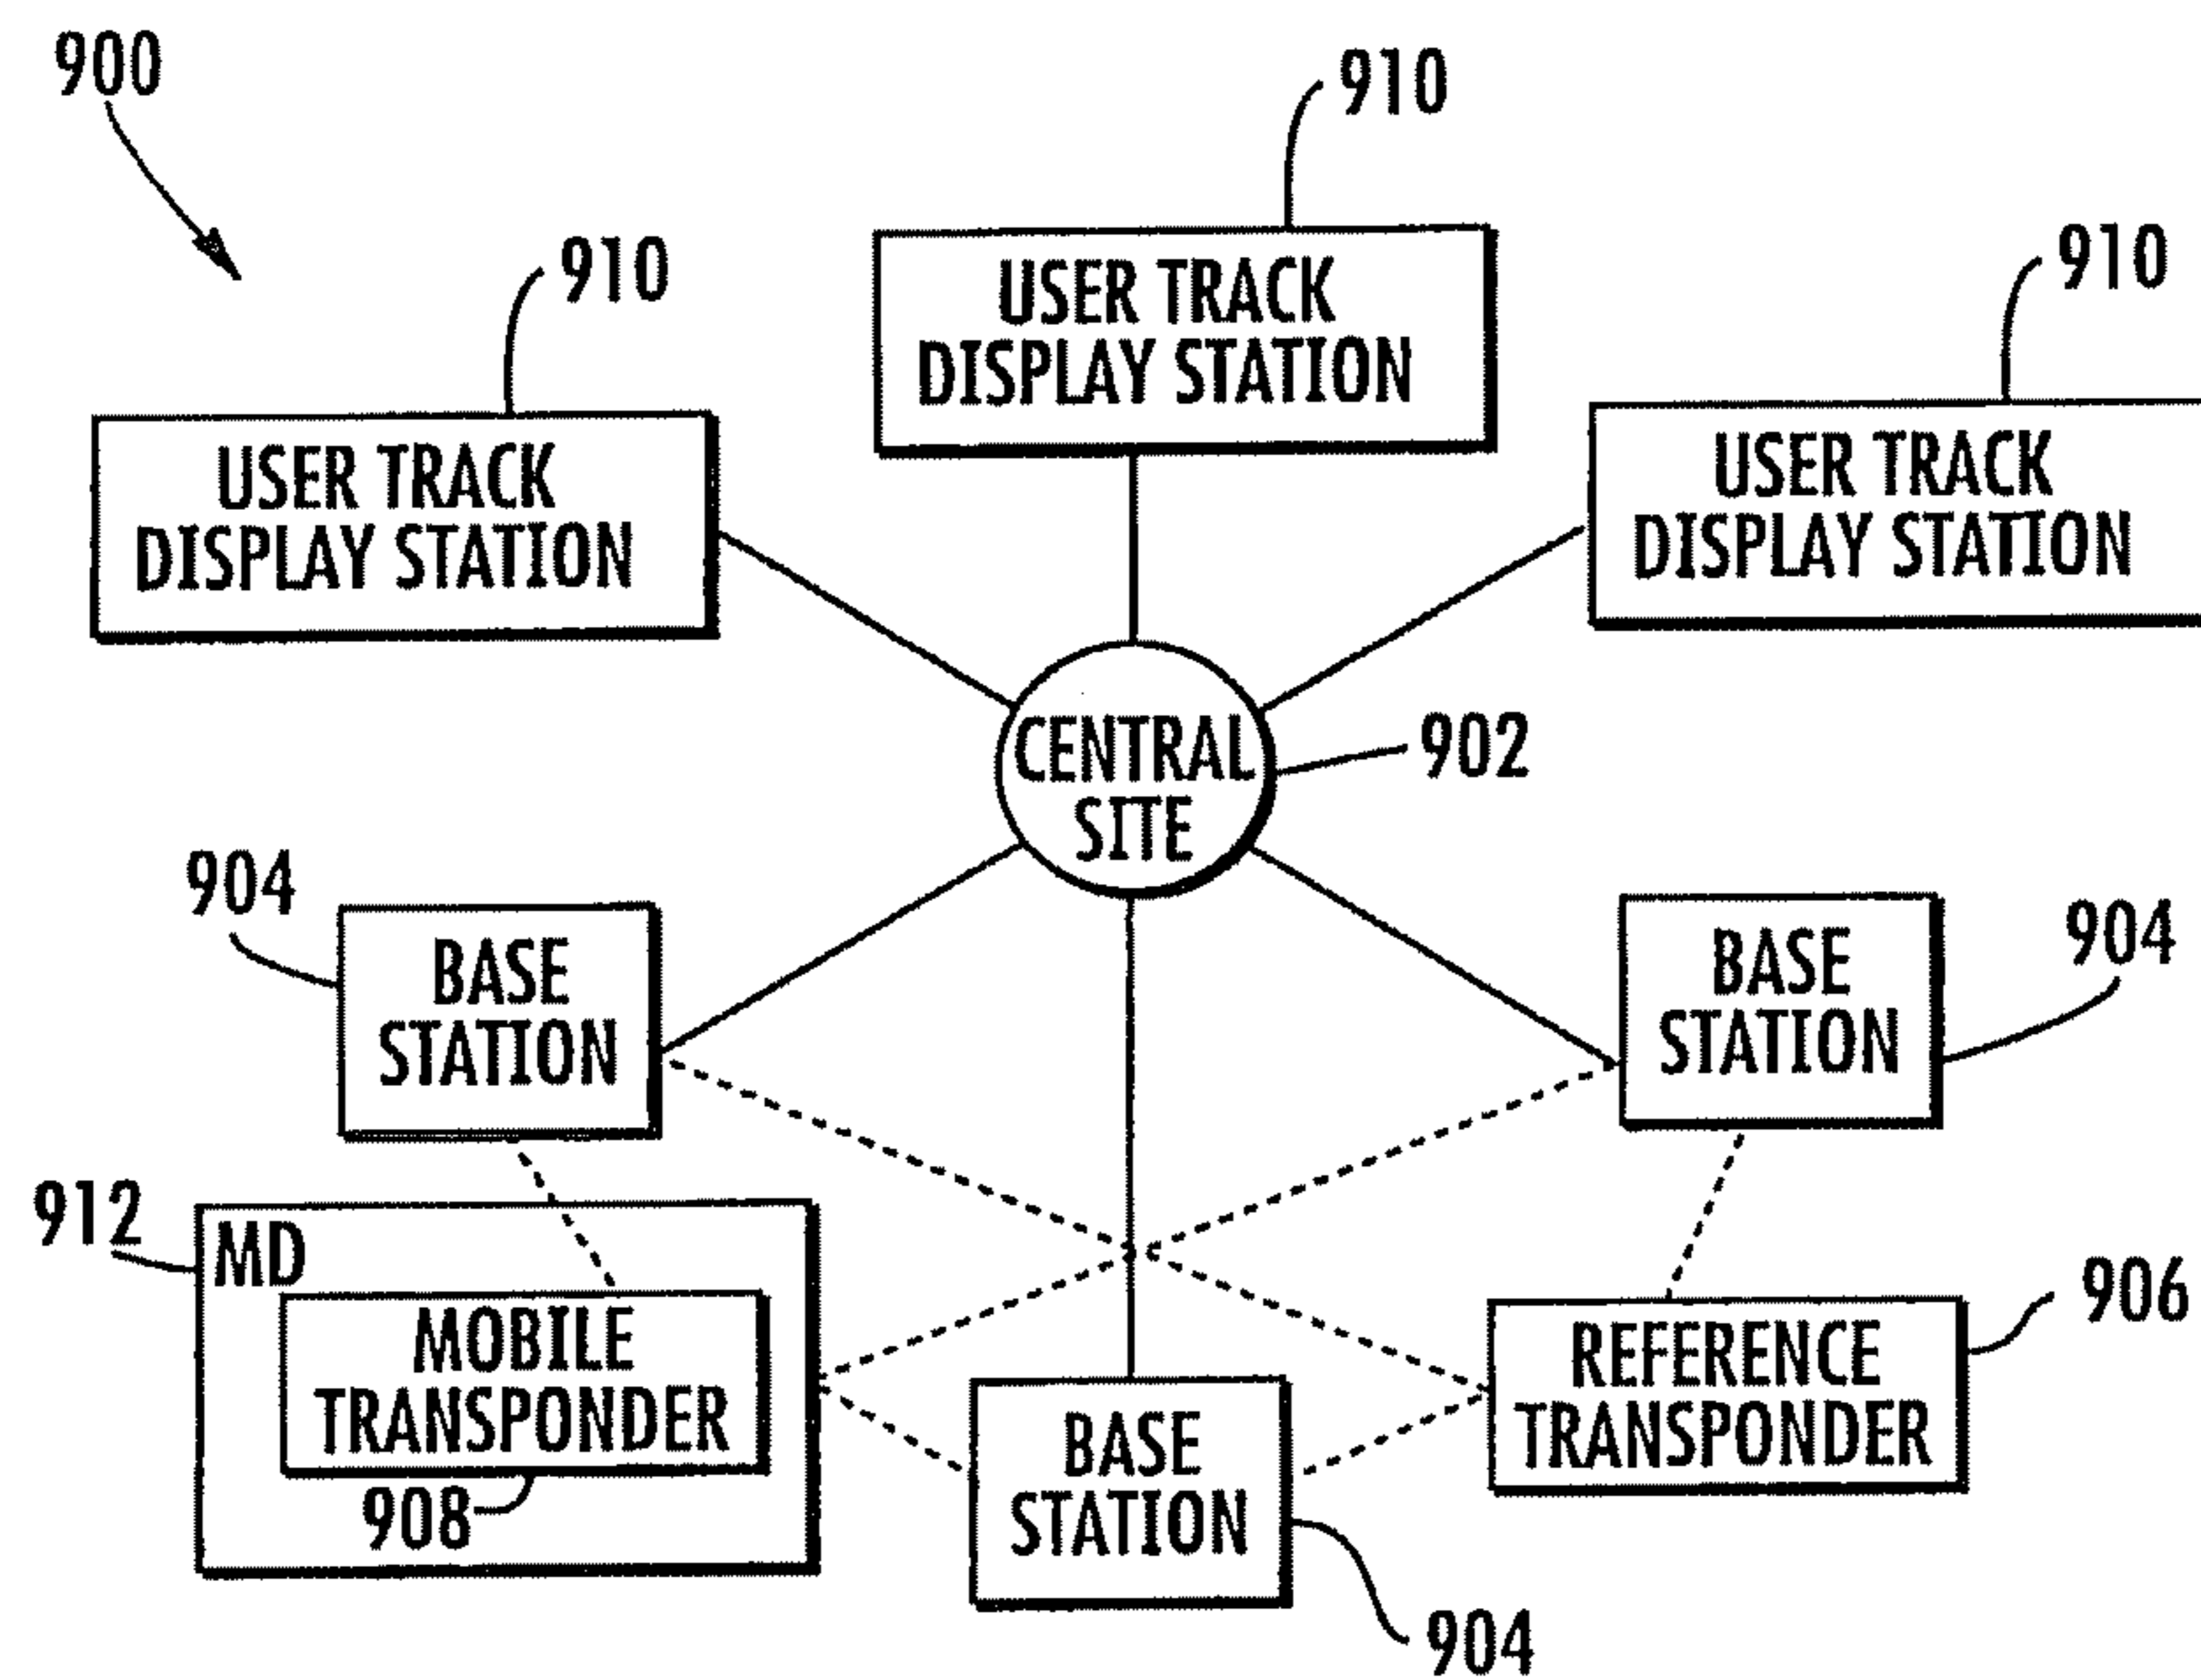 900
910
910
910
USER TRACK
DISPLAY STATION
USER TRACK
DISPLAY STATION
USER TRACK
DISPLAY STATION
CENTRAL
SITE
902
904
BASE
STATION
BASE
STATION
904
912
MD
MOBILE
TRANSPONDER
908
BASE
STATION
904
REFERENCE
TRANSPONDER
906